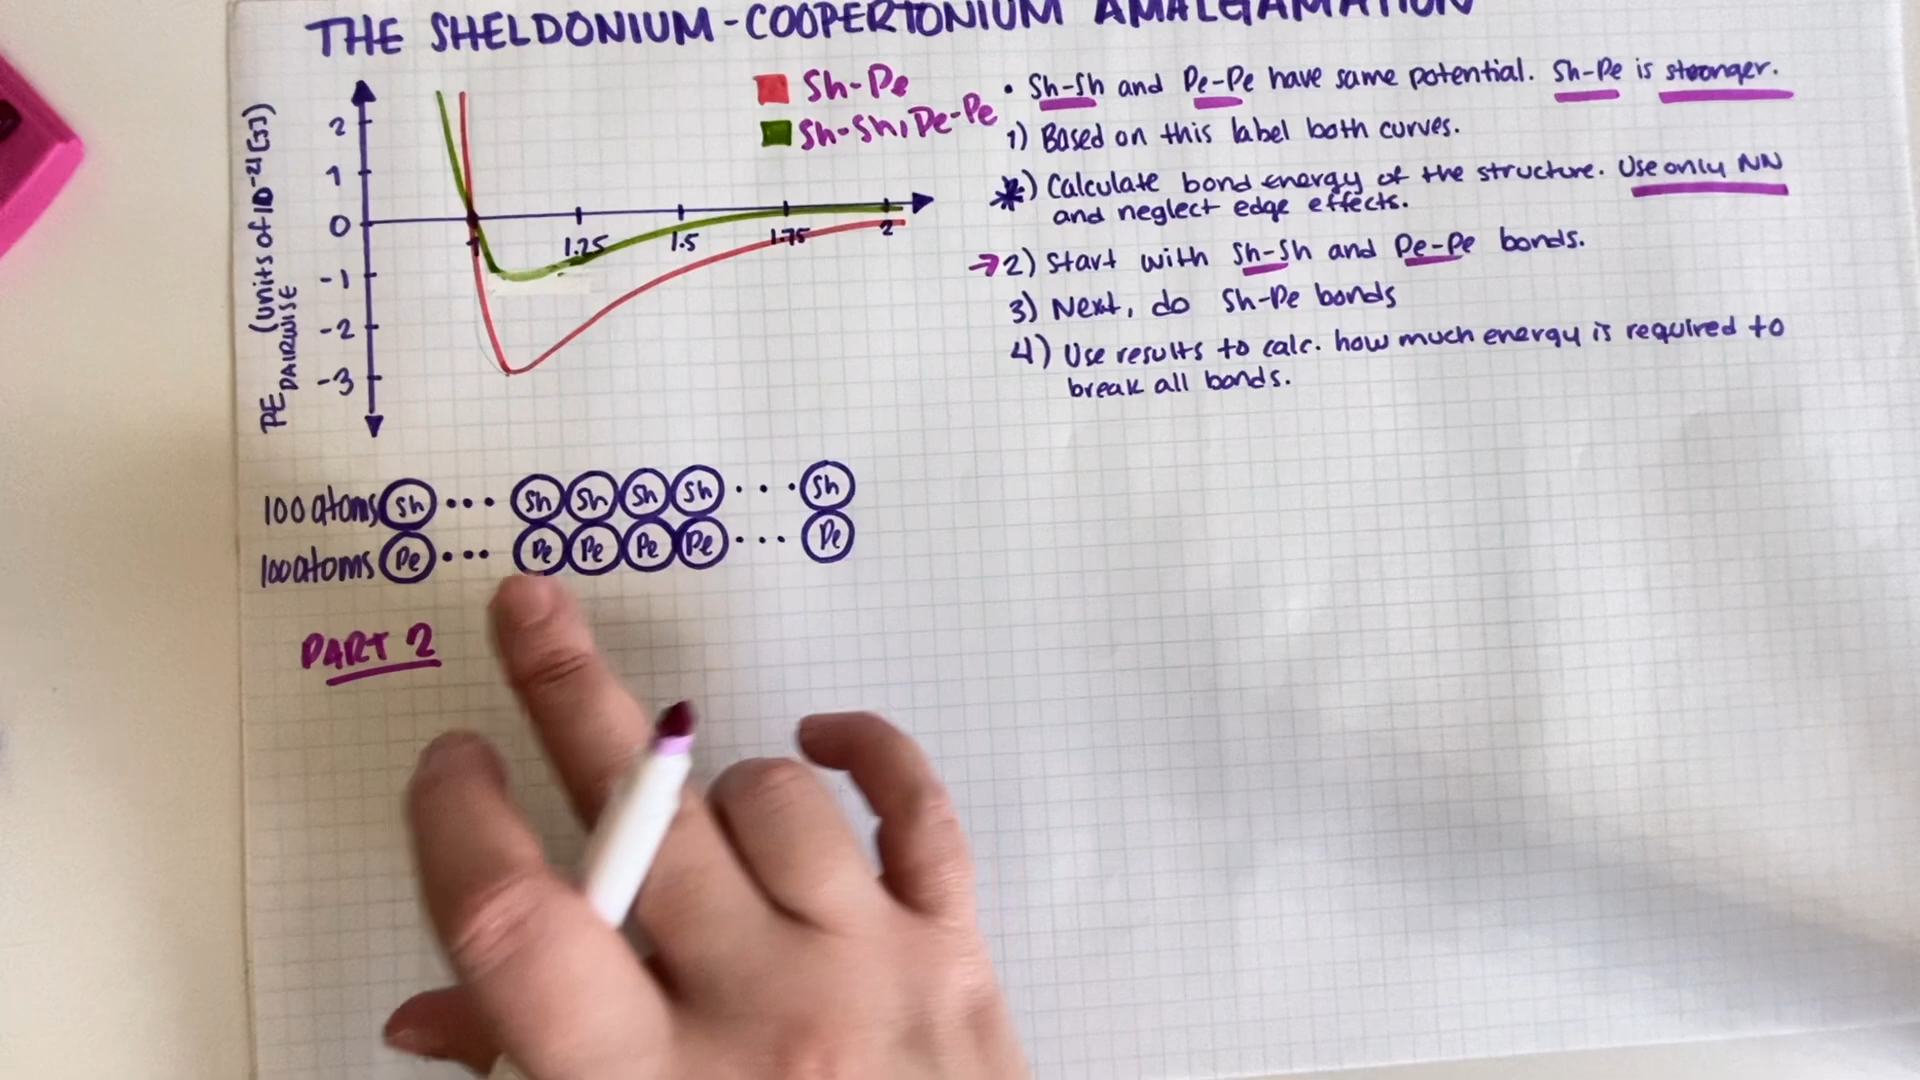 THE SHELDONIUM-COOPERTONIUM AMALGAMATION
PE PAIRWISE (units of 10^-21 [J])
2
1
0
-1
-2
-3
1
1.25
1.5
1.75
2
Sh-Pe
Sh-Sh, Pe-Pe
• Sh-Sh and Pe-Pe have same potential. Sh-Pe is stronger.
1) Based on this label both curves.
*) Calculate bond energy of the structure. Use only NN
and neglect edge effects.
→2) Start with Sh-Sh and Pe-Pe bonds.
3) Next, do Sh-Pe bonds
4) Use results to calc. how much energy is required to
break all bonds.
100 atoms Sh ... Sh Sh Sh Sh ... Sh
100 atoms Pe ... Pe Pe Pe Pe ... Pe
PART 2